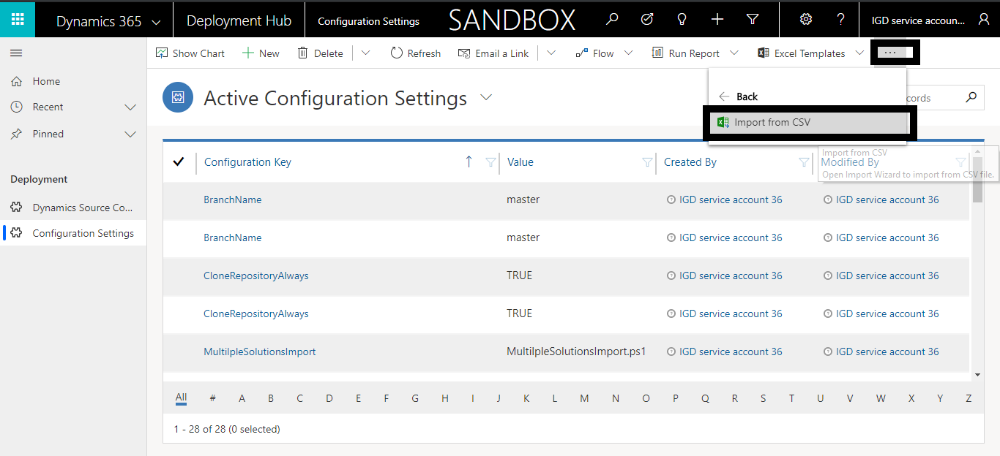 Dynamics 365 Deployment Hub Configuration Settings SANDBOX IGD service accoun...
Show Chart New Delete Refresh Email a Link Flow Run Report Excel Templates ...
Home
Recent
Pinned
Deployment
Dynamics Source Co...
Configuration Settings
Active Configuration Settings
cords
Back
Import from CSV
Import from CSV
Open Import Wizard to import from CSV file.
Configuration Key Value Created By Modified By
BranchName master IGD service account 36 IGD service account 36
BranchName master IGD service account 36 IGD service account 36
CloneRepositoryAlways TRUE IGD service account 36 IGD service account 36
CloneRepositoryAlways TRUE IGD service account 36 IGD service account 36
MultilpleSolutionsImport MultilpleSolutionsImport.ps1 IGD service account 36 IGD service account 36
All # A B C D E F G H I J K L M N O P Q R S T U V W X Y Z
1 - 28 of 28 (0 selected)